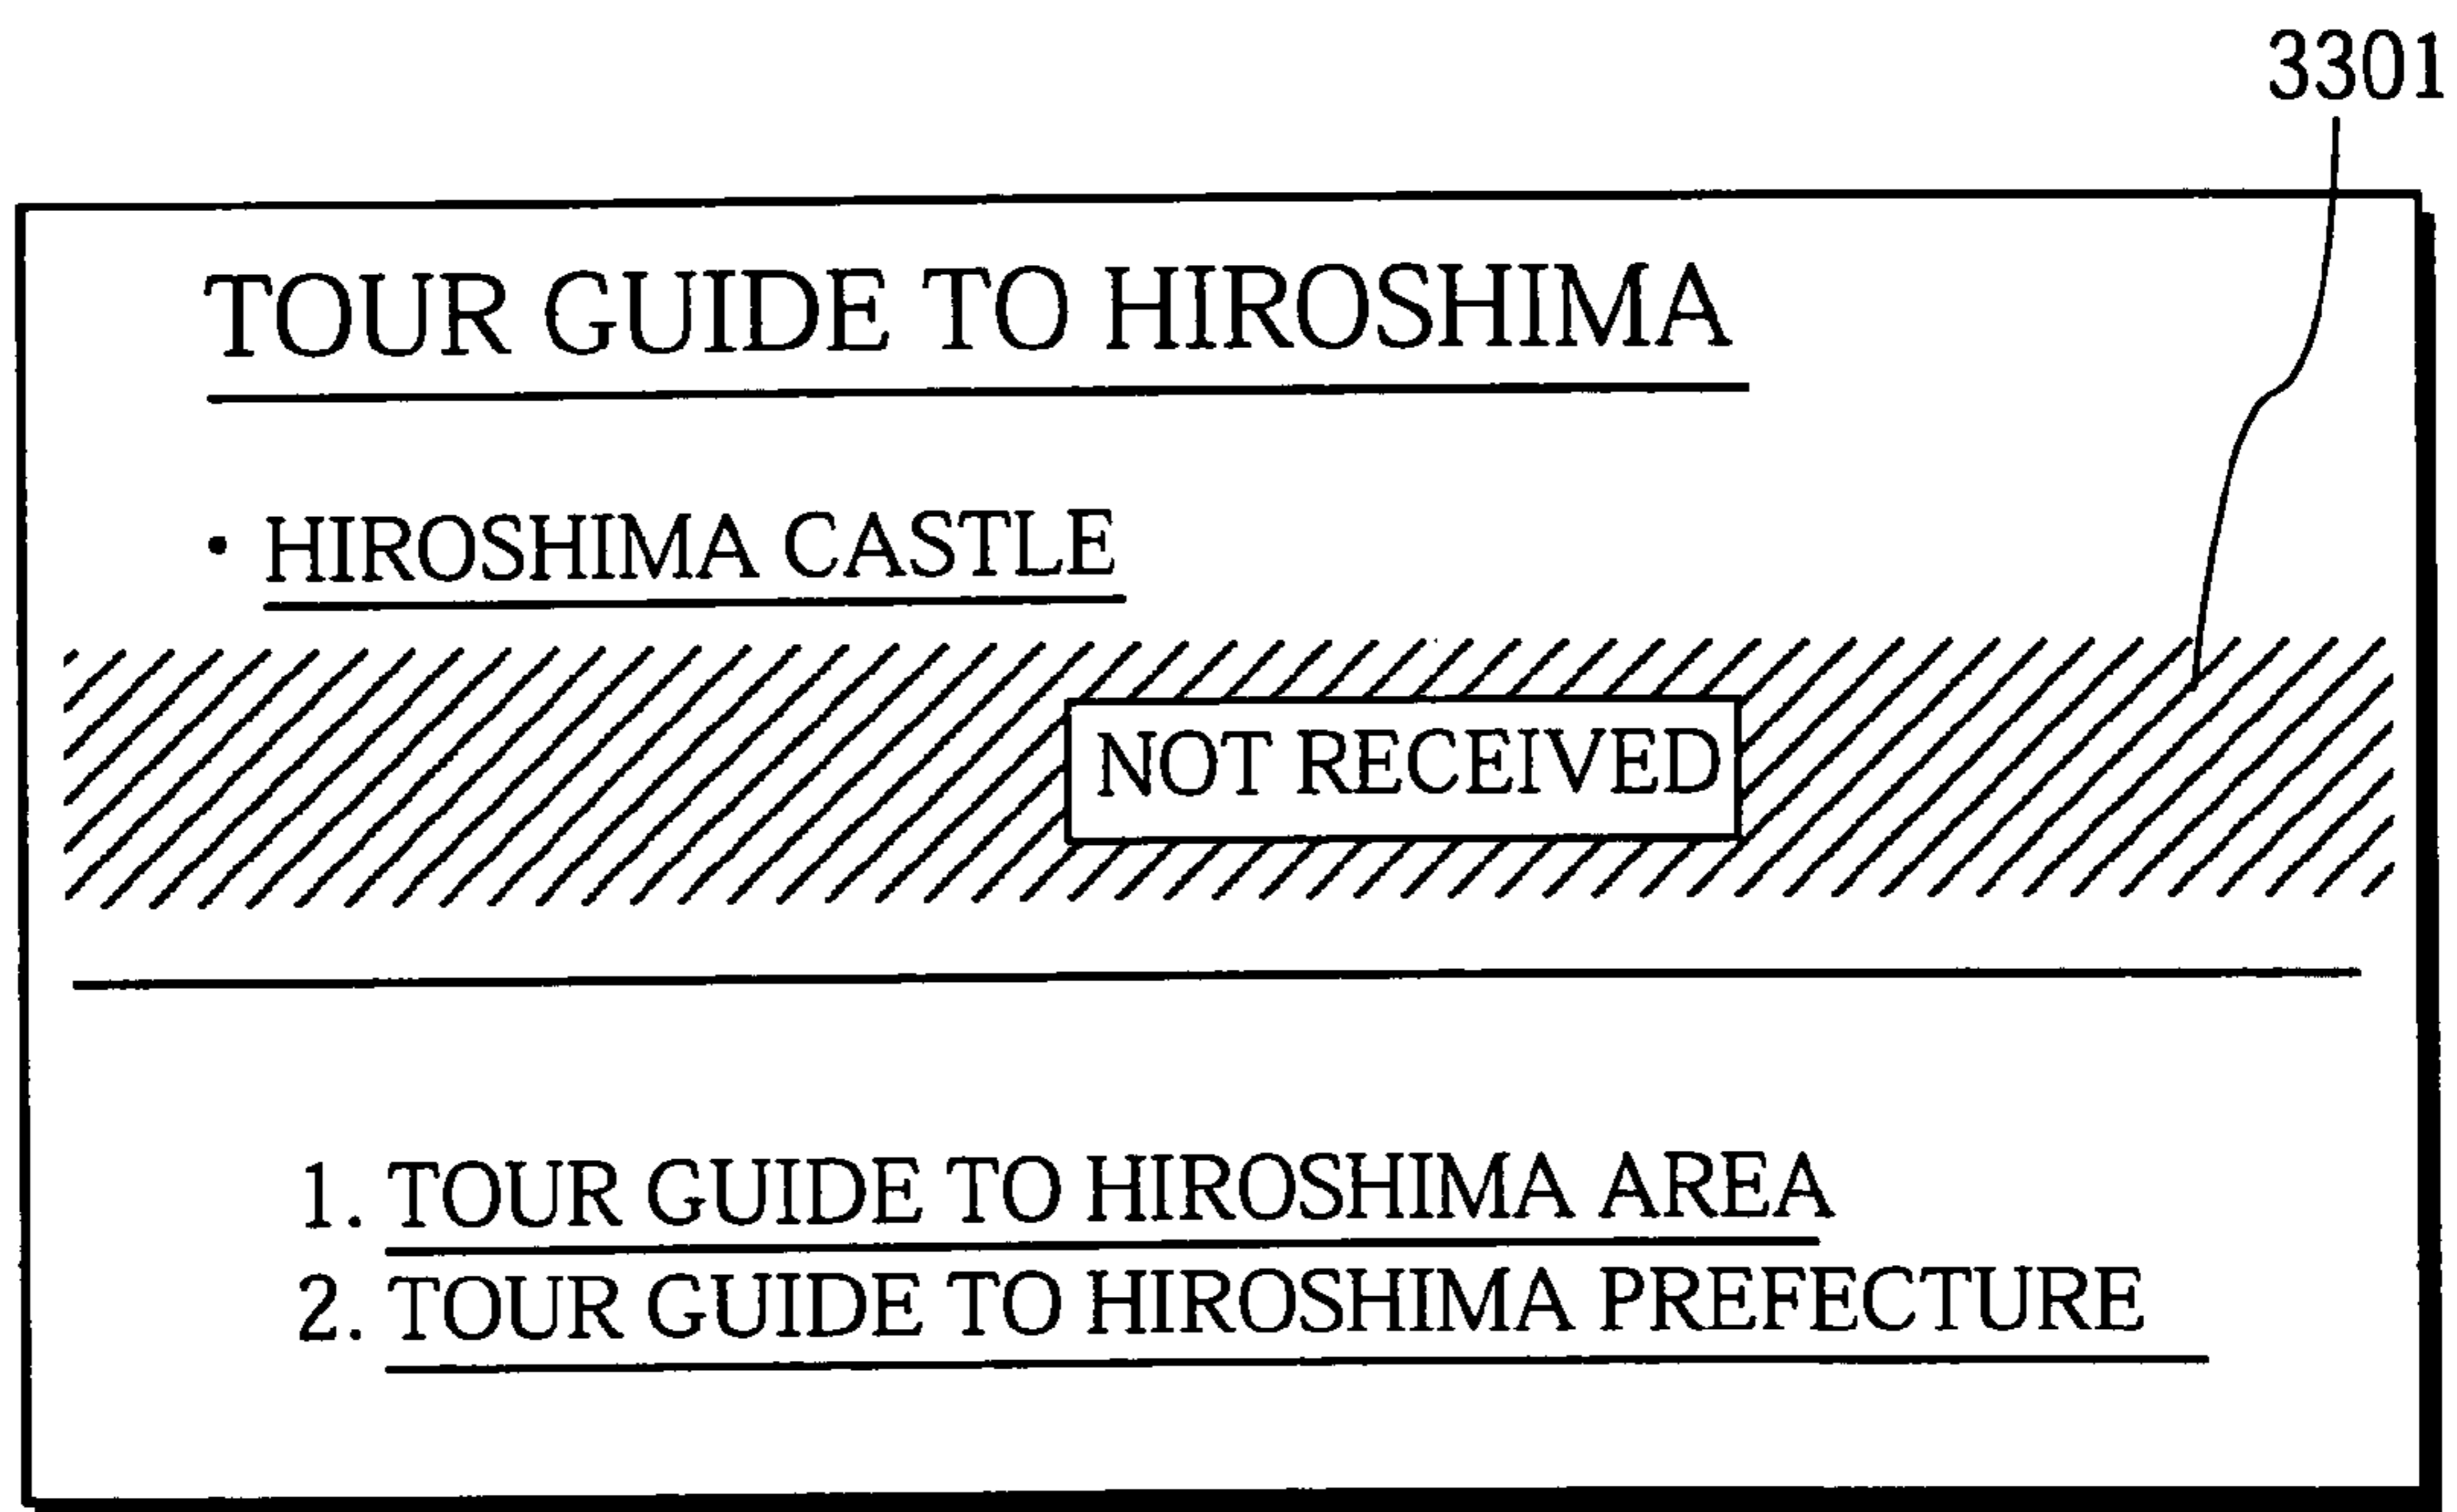 3301
TOUR GUIDE TO HIROSHIMA
• HIROSHIMA CASTLE
NOT RECEIVED
1. TOUR GUIDE TO HIROSHIMA AREA
2. TOUR GUIDE TO HIROSHIMA PREFECTURE